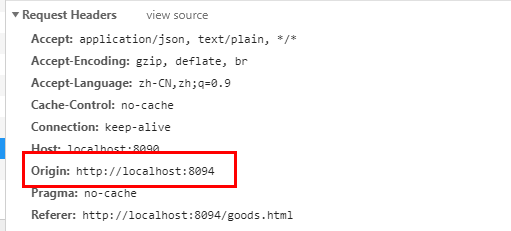 Request Headers view source
Accept: application/json, text/plain, */*
Accept-Encoding: gzip, deflate, br
Accept-Language: zh-CN,zh;q=0.9
Cache-Control: no-cache
Connection: keep-alive
Host: localhost:8090
Origin: http://localhost:8094
Pragma: no-cache
Referer: http://localhost:8094/goods.html